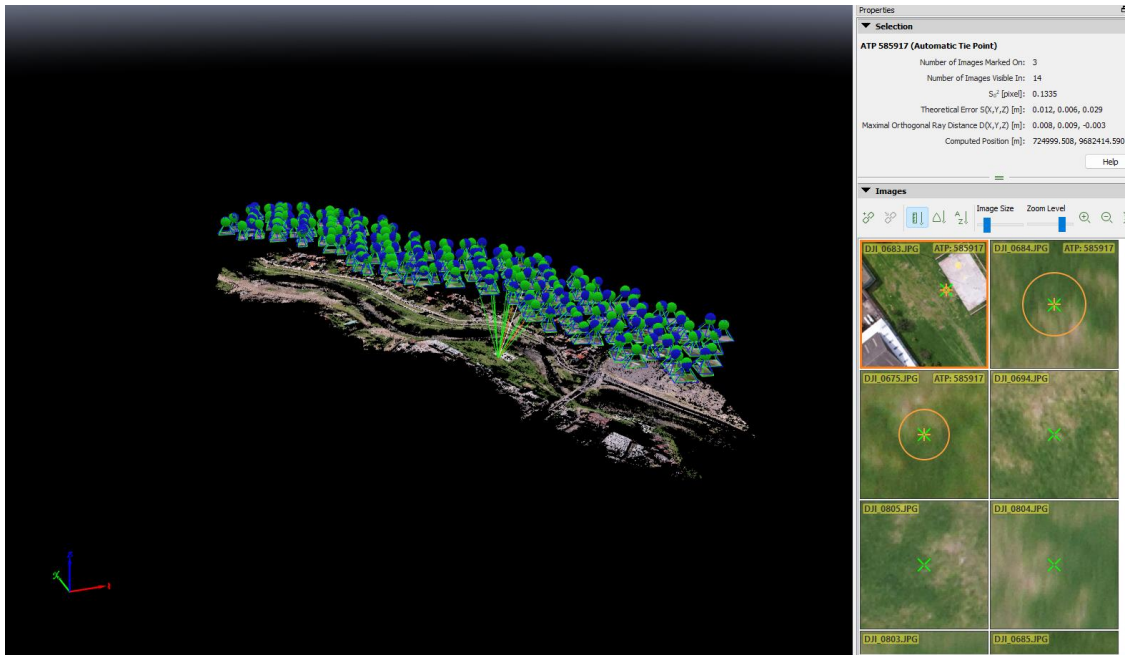 Properties
Selection
ATP 585917 (Automatic Tie Point)
Number of Images Marked On: 3
Number of Images Visible In: 14
S₀² [pixel]: 0.1335
Theoretical Error S(X,Y,Z) [m]: 0.012, 0.006, 0.029
Maximal Orthogonal Ray Distance D(X,Y,Z) [m]: 0.008, 0.009, -0.003
Computed Position [m]: 724999.508, 9682414.590
Help
Images
Image Size Zoom Level
DJI_0683.JPG ATP: 585917 DJI_0684.JPG ATP: 585917
DJI_0675.JPG ATP: 585917 DJI_0694.JPG
DJI_0805.JPG DJI_0804.JPG
DJI_0803.JPG DJI_0685.JPG